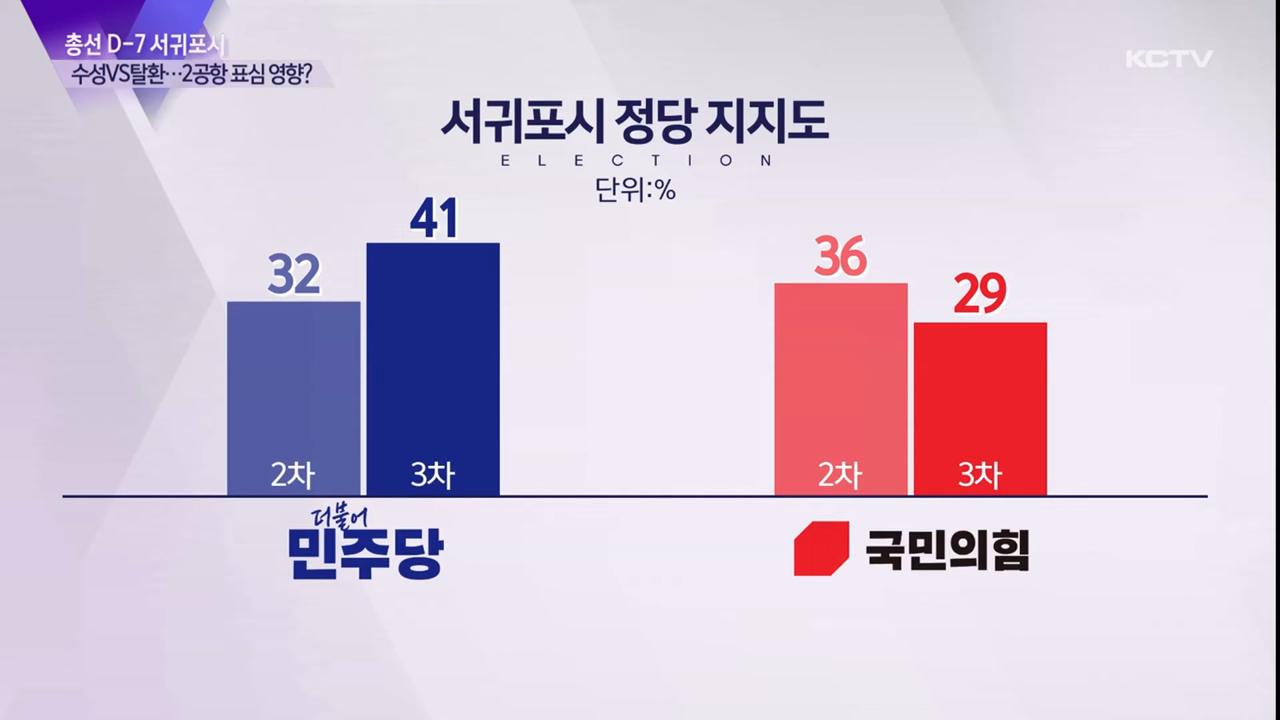 총선 D-7 서귀포시
수성VS탈환…2공항 표심 영향?
KCTV
서귀포시 정당 지지도
ELECTION
단위:%
32
41
36
29
2차
3차
2차
3차
더불어
민주당
국민의힘